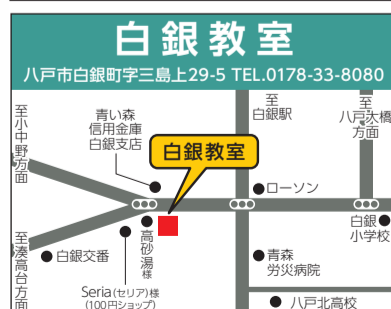 白銀教室
八戸市白銀町字三島上29-5 TEL.0178-33-8080
至小中野方面
青い森
信用金庫
白銀支店
至
白銀駅
至
八戸大橋
方面
白銀教室
ローソン
白銀
小学校
至湊高台方面
白銀交番
高砂湯様
青森
労災病院
Seria(セリア)様
(100円ショップ)
八戸北高校